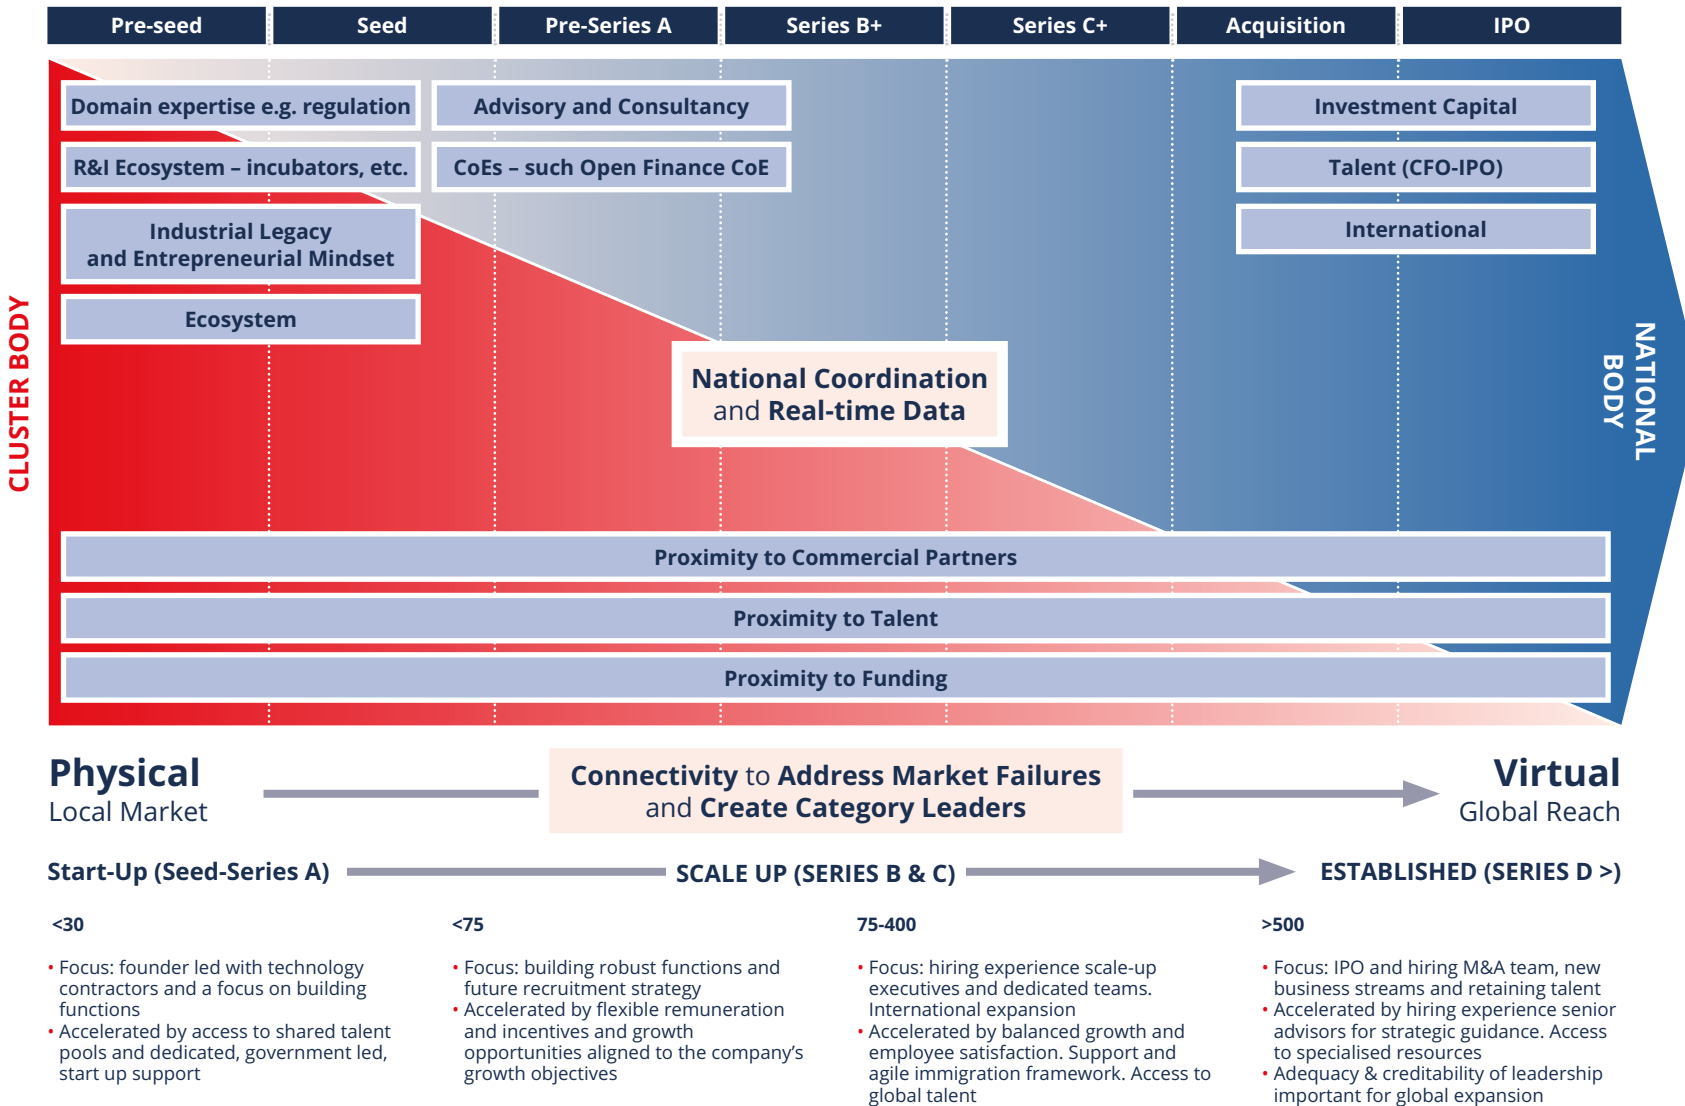 Pre-seed
Seed
Pre-Series A
Series B+
Series C+
Acquisition
IPO
Domain expertise e.g. regulation
Advisory and Consultancy
Investment Capital
R&I Ecosystem – incubators, etc.
CoEs – such Open Finance CoE
Talent (CFO-IPO)
Industrial Legacy
and Entrepreneurial Mindset
International
Ecosystem
CLUSTER BODY
National Coordination
and Real-time Data
NATIONAL
BODY
Proximity to Commercial Partners
Proximity to Talent
Proximity to Funding
Physical
Local Market
Connectivity to Address Market Failures
and Create Category Leaders
Virtual
Global Reach
Start-Up (Seed-Series A)
SCALE UP (SERIES B & C)
ESTABLISHED (SERIES D >)
<30
• Focus: founder led with technology
contractors and a focus on building
functions
• Accelerated by access to shared talent
pools and dedicated, government led,
start up support
<75
• Focus: building robust functions and
future recruitment strategy
• Accelerated by flexible remuneration
and incentives and growth
opportunities aligned to the company's
growth objectives
75-400
• Focus: hiring experience scale-up
executives and dedicated teams.
International expansion
• Accelerated by balanced growth and
employee satisfaction. Support and
agile immigration framework. Access to
global talent
>500
• Focus: IPO and hiring M&A team, new
business streams and retaining talent
• Accelerated by hiring experience senior
advisors for strategic guidance. Access
to specialised resources
• Adequacy & creditability of leadership
important for global expansion